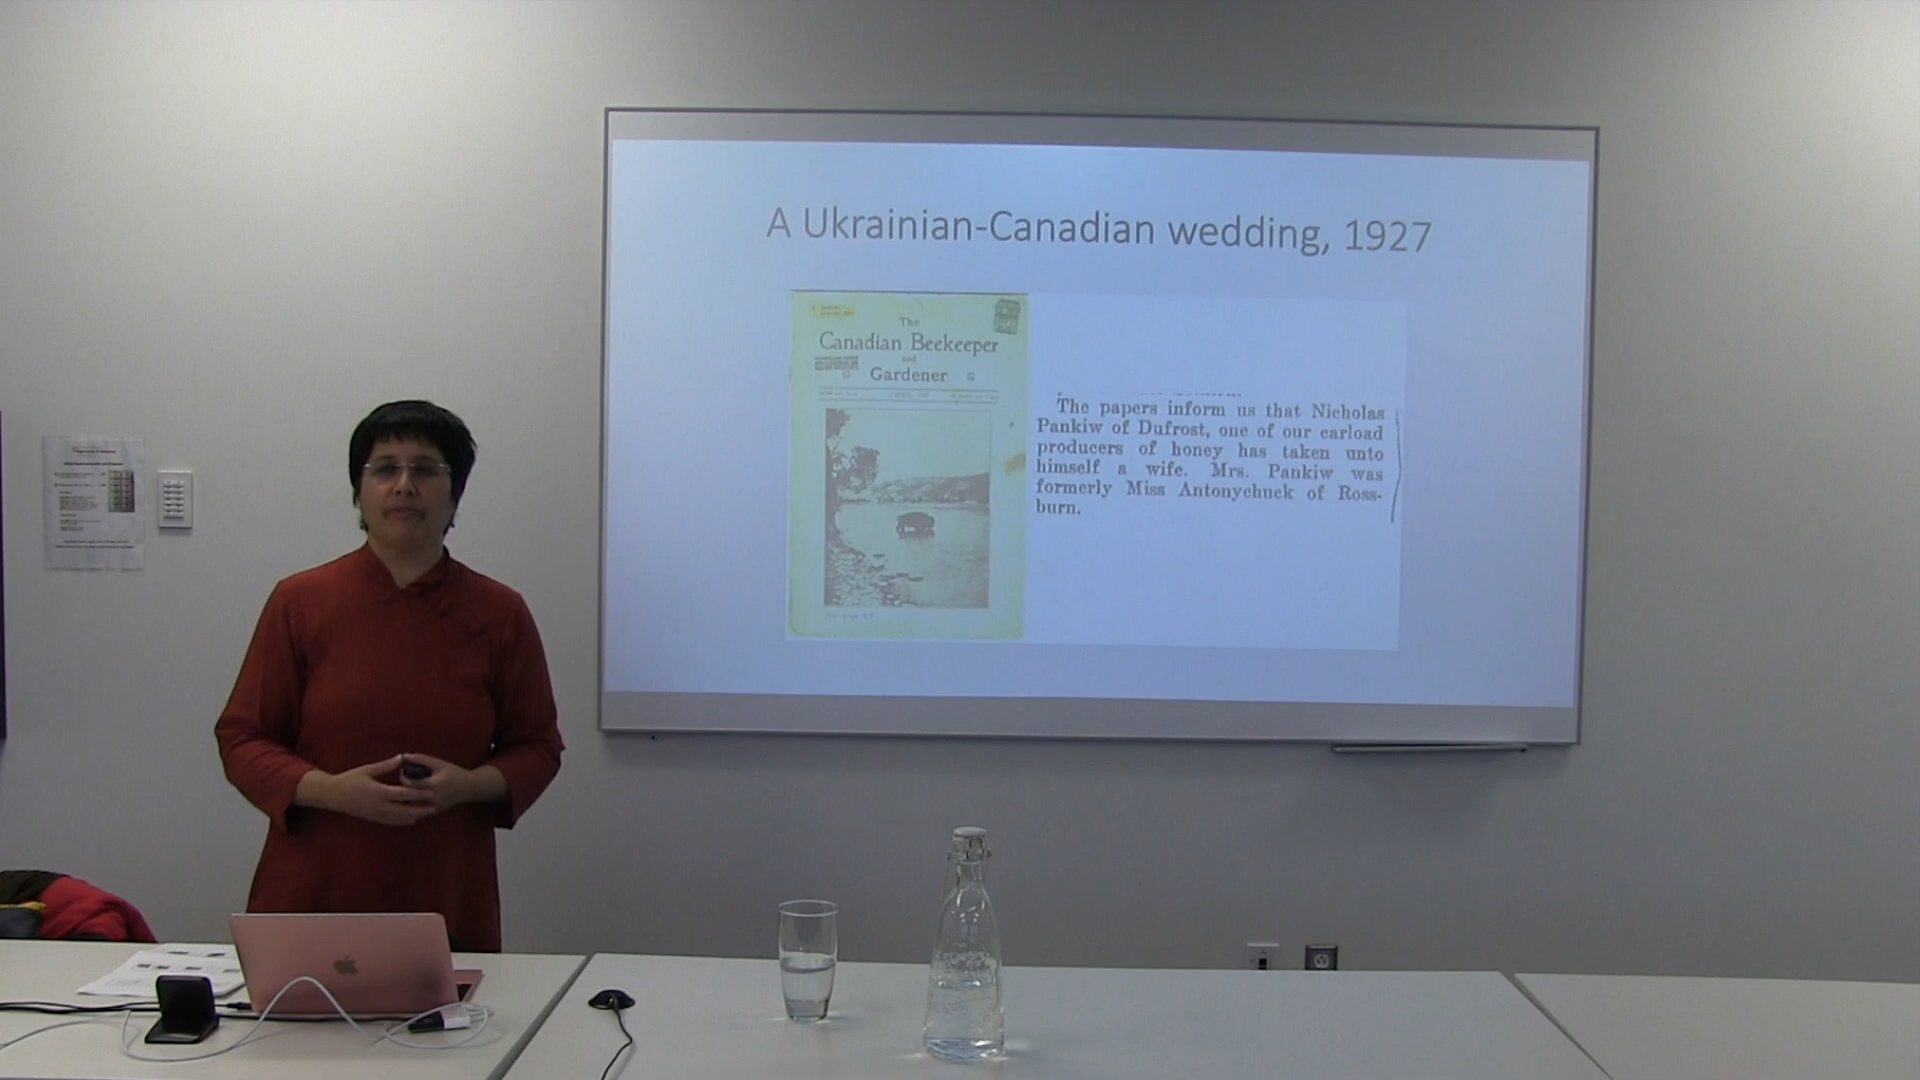 A Ukrainian-Canadian wedding, 1927
The
Canadian Beekeeper
and
Gardener
The papers inform us that Nicholas
Pankiw of Dufrost, one of our carload
producers of honey has taken unto
himself a wife. Mrs. Pankiw was
formerly Miss Antonychuck of Ross-
burn.